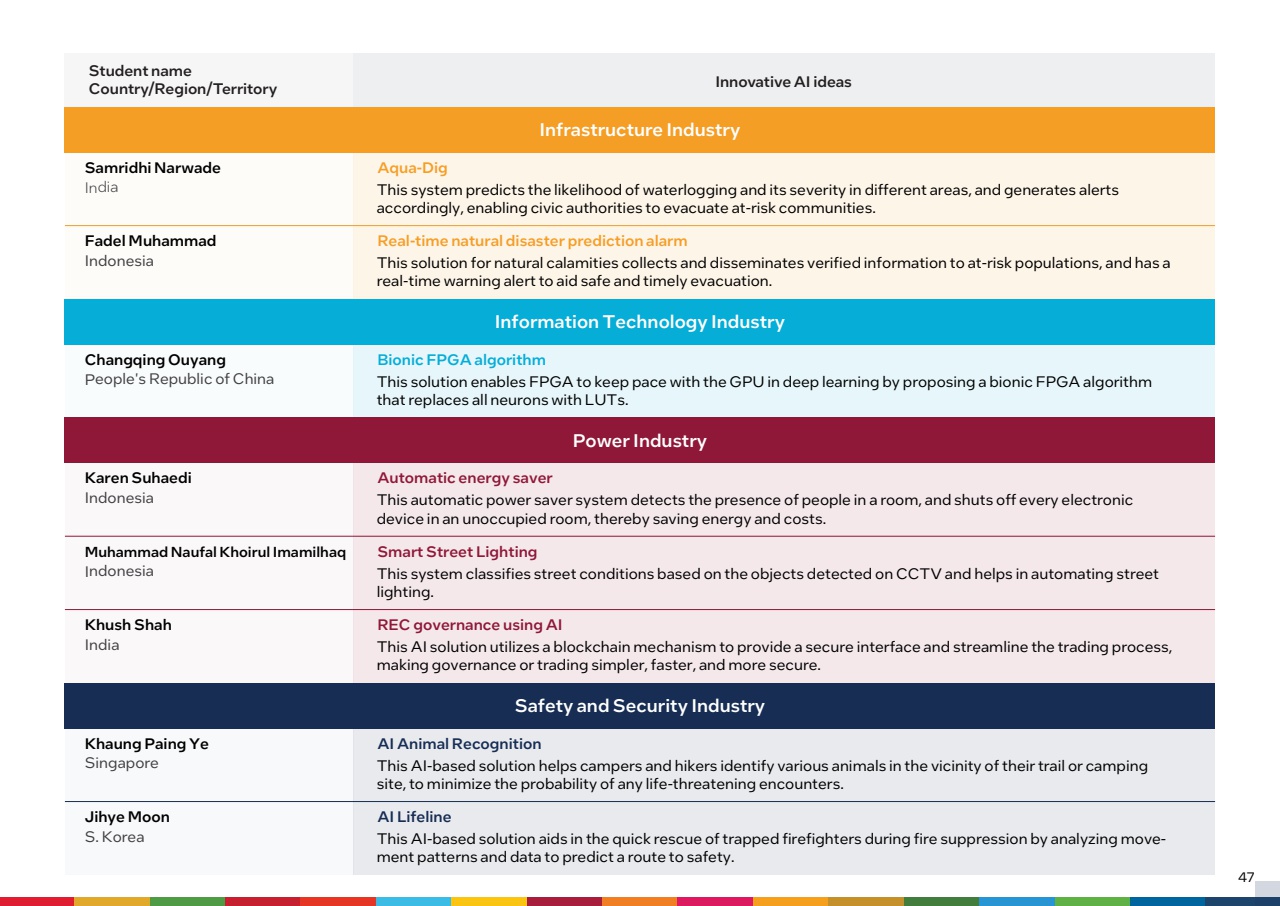 Student name
Country/Region/Territory
Innovative AI ideas
Infrastructure Industry
Samridhi Narwade
India
Aqua-Dig
This system predicts the likelihood of waterlogging and its severity in different areas, and generates alerts
accordingly, enabling civic authorities to evacuate at-risk communities.
Fadel Muhammad
Indonesia
Real-time natural disaster prediction alarm
This solution for natural calamities collects and disseminates verified information to at-risk populations, and has a
real-time warning alert to aid safe and timely evacuation.
Information Technology Industry
Changqing Ouyang
People's Republic of China
Bionic FPGA algorithm
This solution enables FPGA to keep pace with the GPU in deep learning by proposing a bionic FPGA algorithm
that replaces all neurons with LUTs.
Power Industry
Karen Suhaedi
Indonesia
Automatic energy saver
This automatic power saver system detects the presence of people in a room, and shuts off every electronic
device in an unoccupied room, thereby saving energy and costs.
Muhammad Naufal Khoirul Imamilhaq
Indonesia
Smart Street Lighting
This system classifies street conditions based on the objects detected on CCTV and helps in automating street
lighting.
Khush Shah
India
REC governance using AI
This AI solution utilizes a blockchain mechanism to provide a secure interface and streamline the trading process,
making governance or trading simpler, faster, and more secure.
Safety and Security Industry
Khaung Paing Ye
Singapore
AI Animal Recognition
This AI-based solution helps campers and hikers identify various animals in the vicinity of their trail or camping
site, to minimize the probability of any life-threatening encounters.
Jihye Moon
S. Korea
AI Lifeline
This AI-based solution aids in the quick rescue of trapped firefighters during fire suppression by analyzing move-
ment patterns and data to predict a route to safety.
47